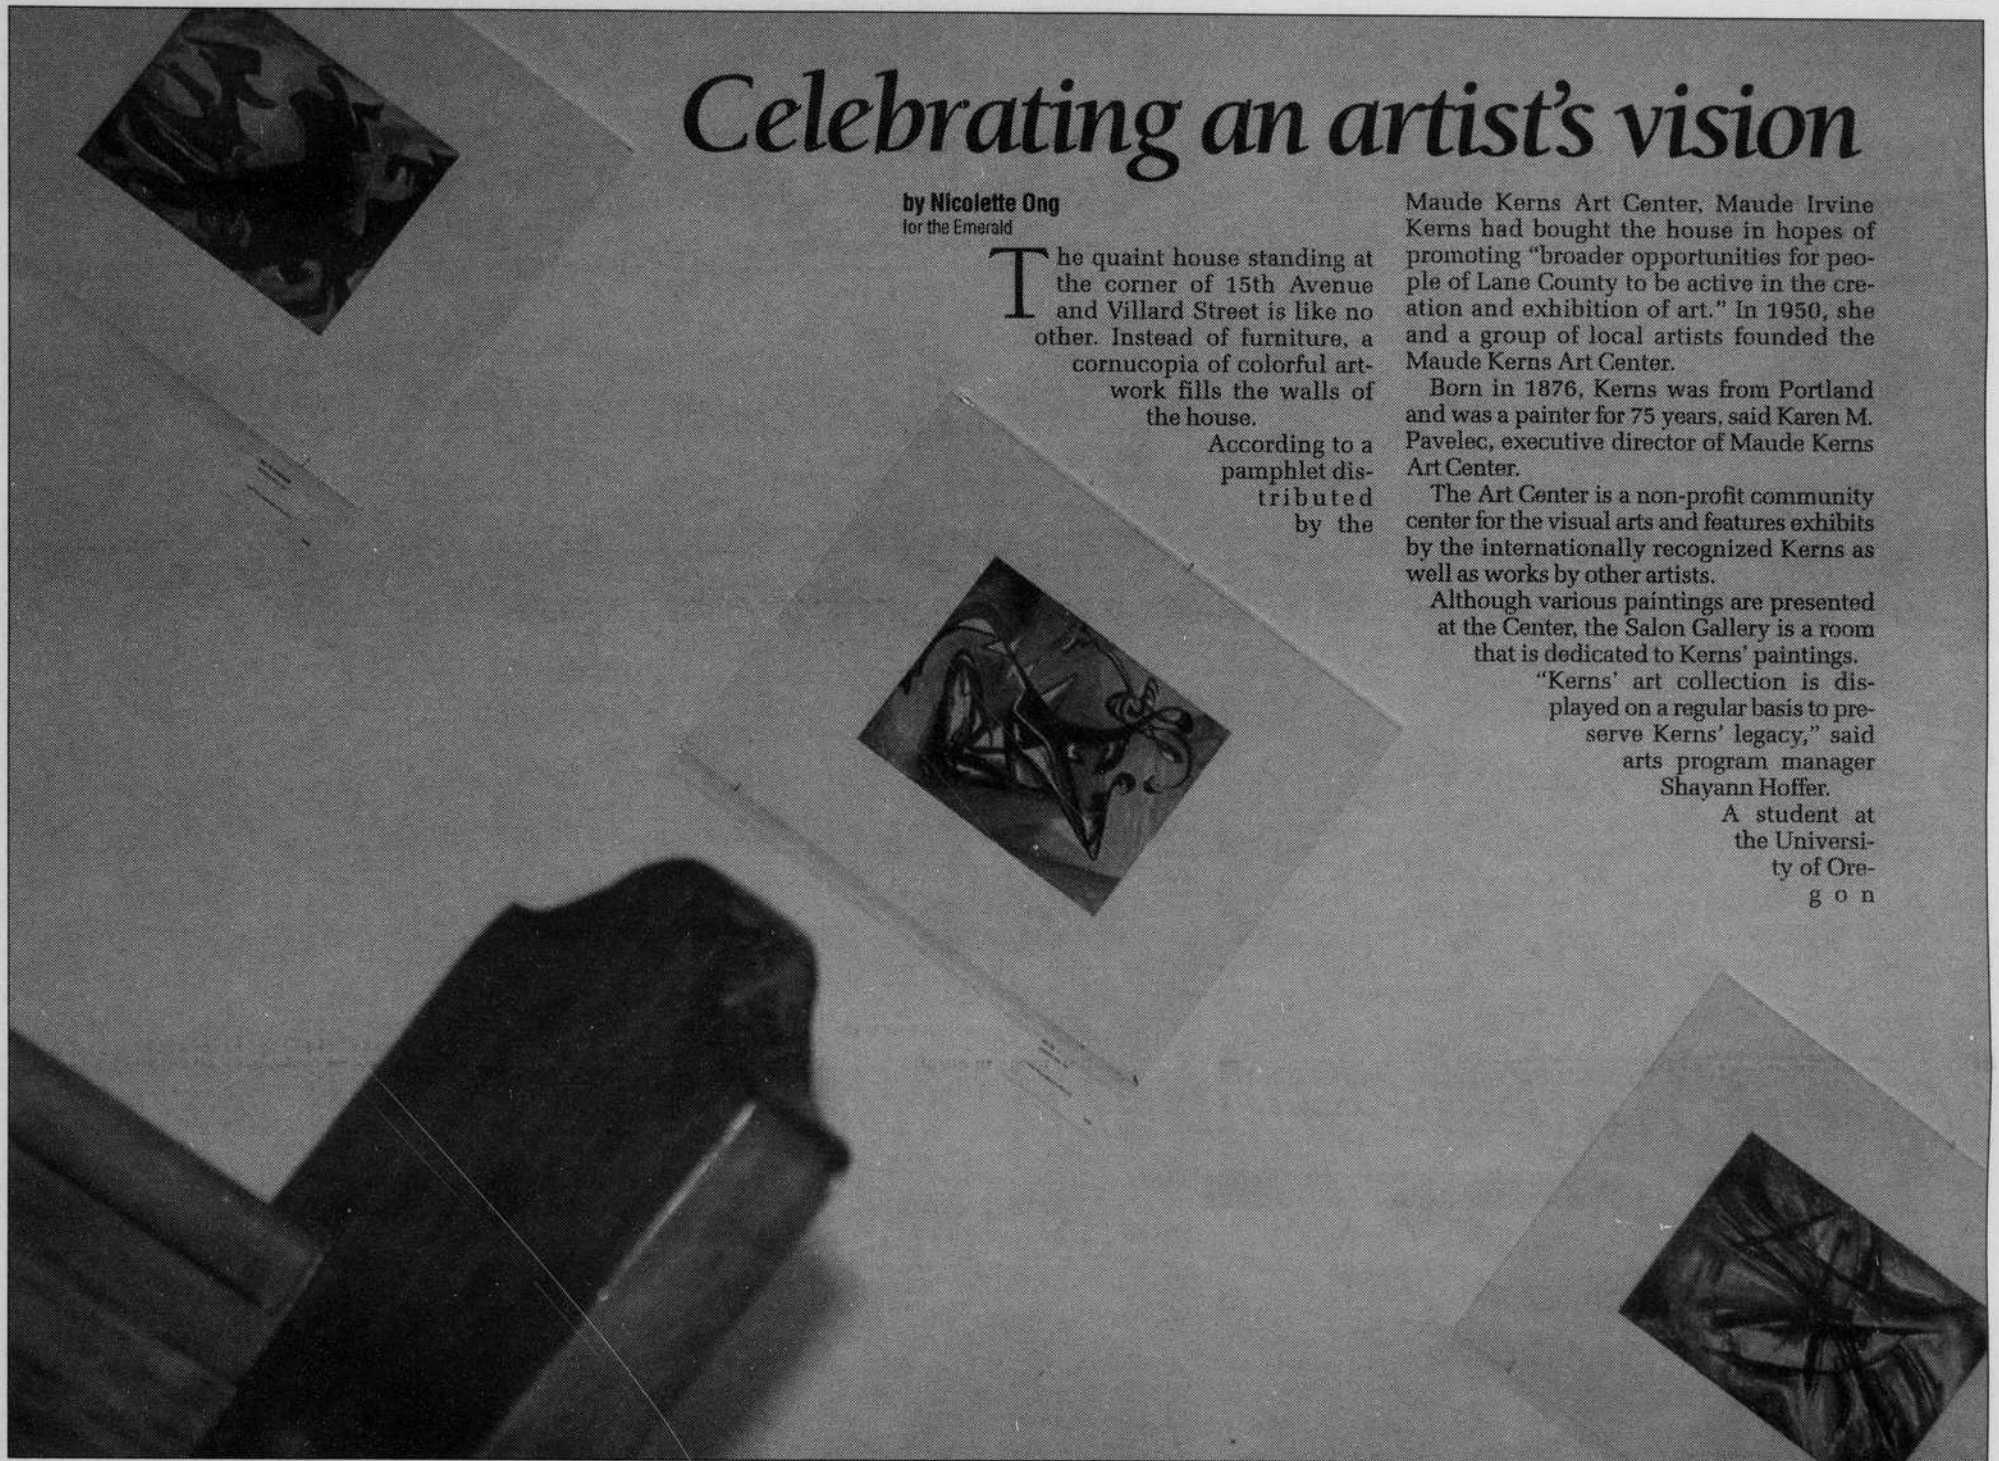 Celebrating an artist's vision
by Nicolette Ong
for the Emerald
The quaint house standing at
the corner of 15th Avenue
and Villard Street is like no
other. Instead of furniture, a
cornucopia of colorful art-
work fills the walls of
the house.
According to a
pamphlet dis-
tributed
by the
Maude Kerns Art Center, Maude Irvine
Kerns had bought the house in hopes of
promoting “broader opportunities for peo-
ple of Lane County to be active in the cre-
ation and exhibition of art.” In 1950, she
and a group of local artists founded the
Maude Kerns Art Center.
Born in 1876, Kerns was from Portland
and was a painter for 75 years, said Karen M.
Pavelec, executive director of Maude Kerns
Art Center.
The Art Center is a non-profit community
center for the visual arts and features exhibits
by the internationally recognized Kerns as
well as works by other artists.
Although various paintings are presented
at the Center, the Salon Gallery is a room
that is dedicated to Kerns’ paintings.
“Kerns’ art collection is dis-
played on a regular basis to pre-
serve Kerns’ legacy,” said
arts program manager
Shayann Hoffer.
A student at
the Universi-
ty of Ore-
gon